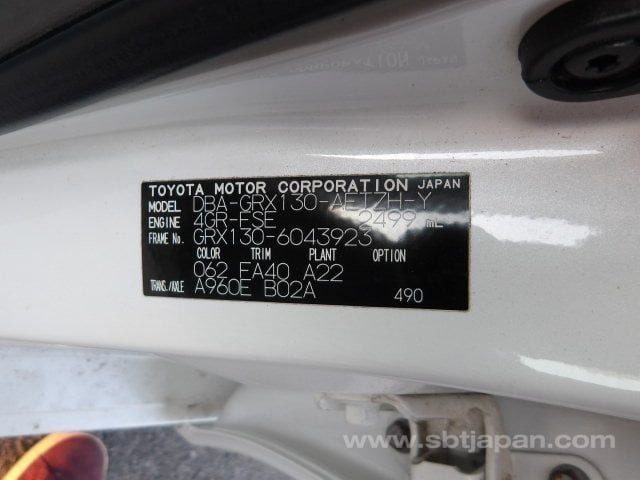 TOYOTA MOTOR CORPORATION JAPAN
MODEL DBA-GRX130-AETZH-Y
ENGINE 4GR-FSE 2499 mL
FRAME No. GRX130-6043923
COLOR TRIM PLANT OPTION
062 FA40 A22
TRANS./AXLE A960E B02A 490
www.sbtjapan.com